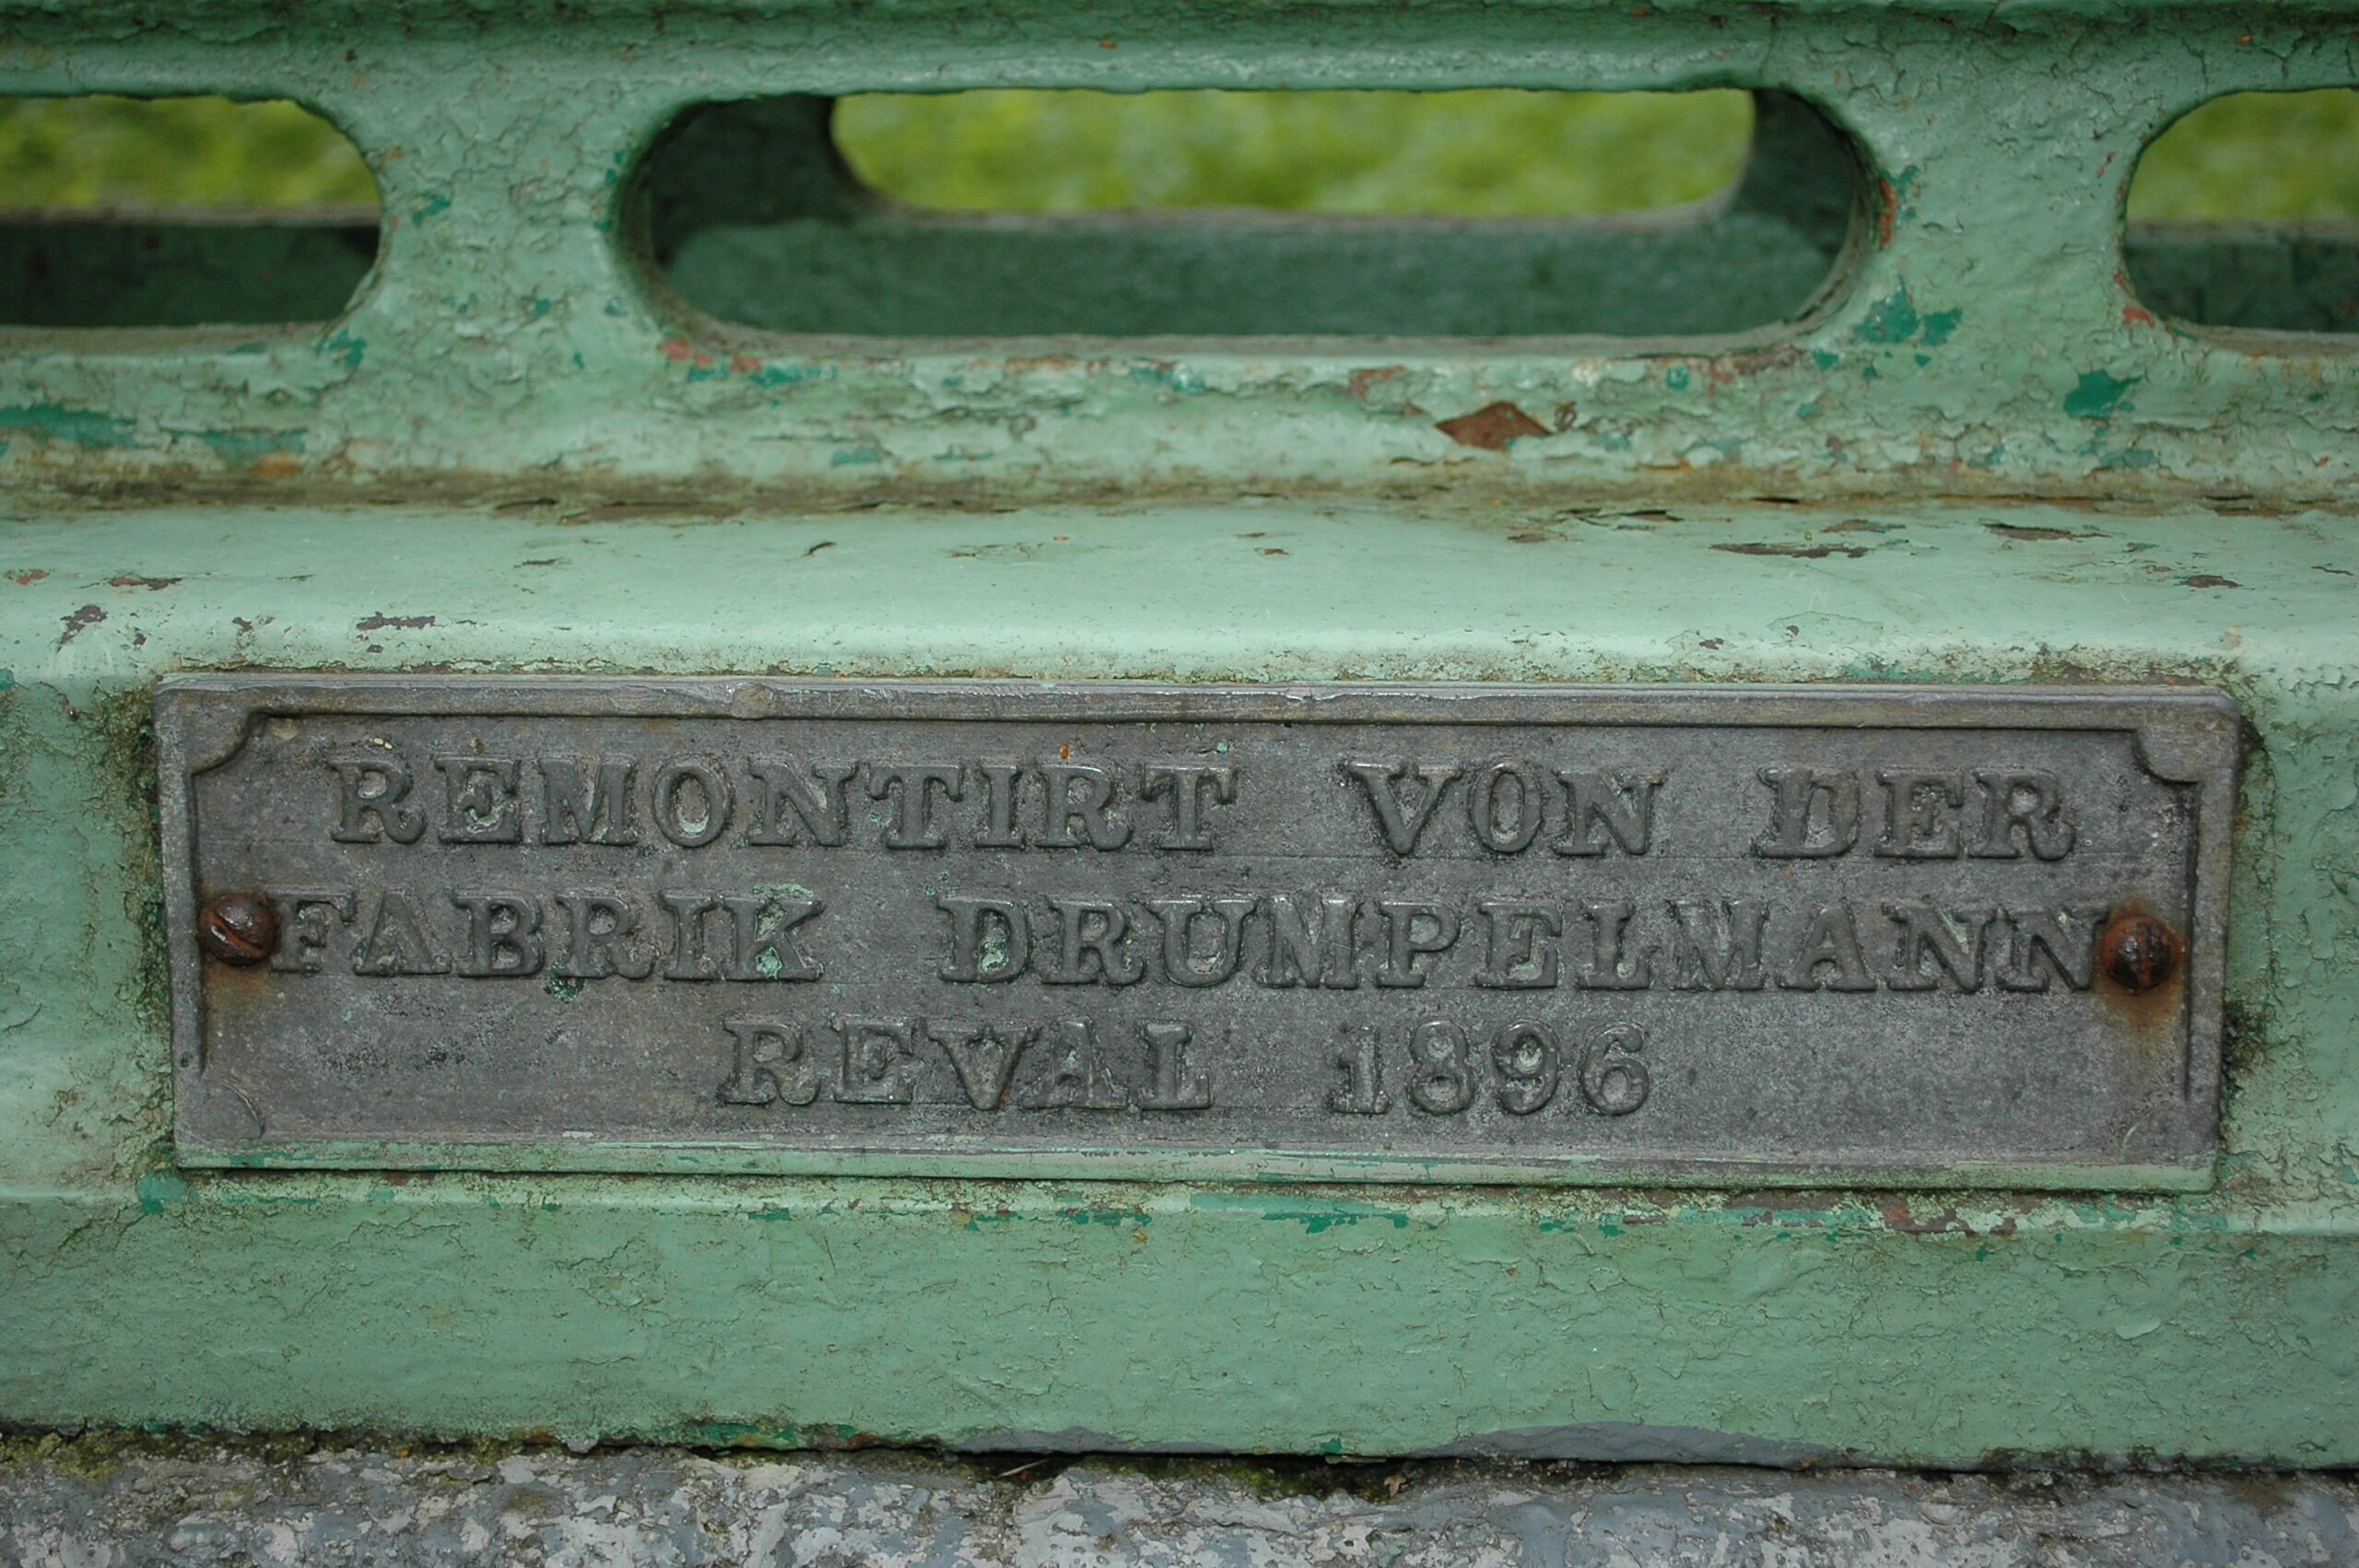 REMONTIRT VON DER
FABRIK DRUMPELMANN
REVAL 1896